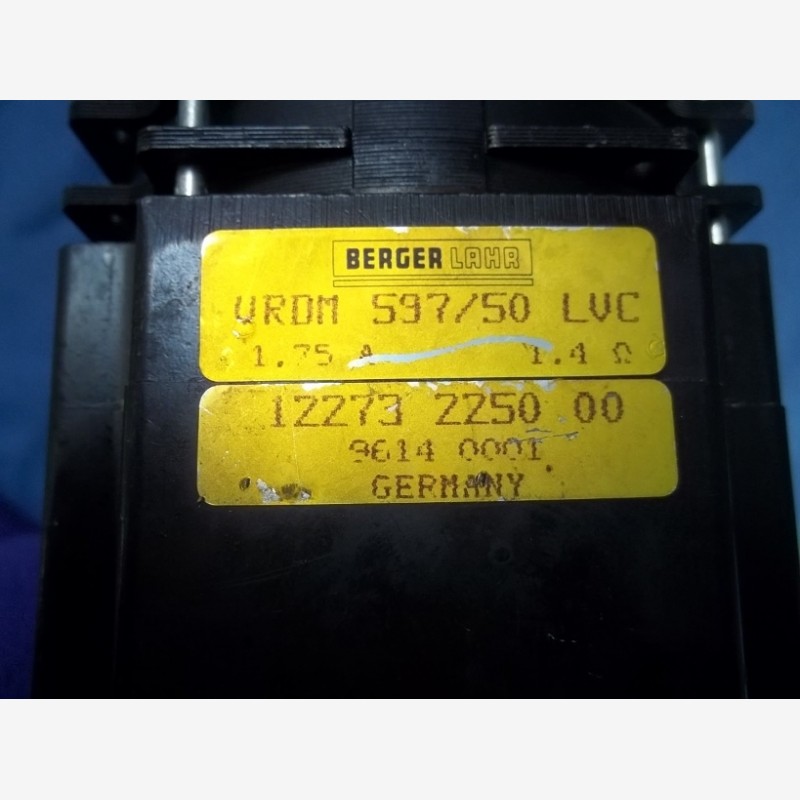 BERGER LAHR
VRDM 597/50 LVC
1.75 A 1.4 Ω
12273 2250 00
9614 0001
GERMANY